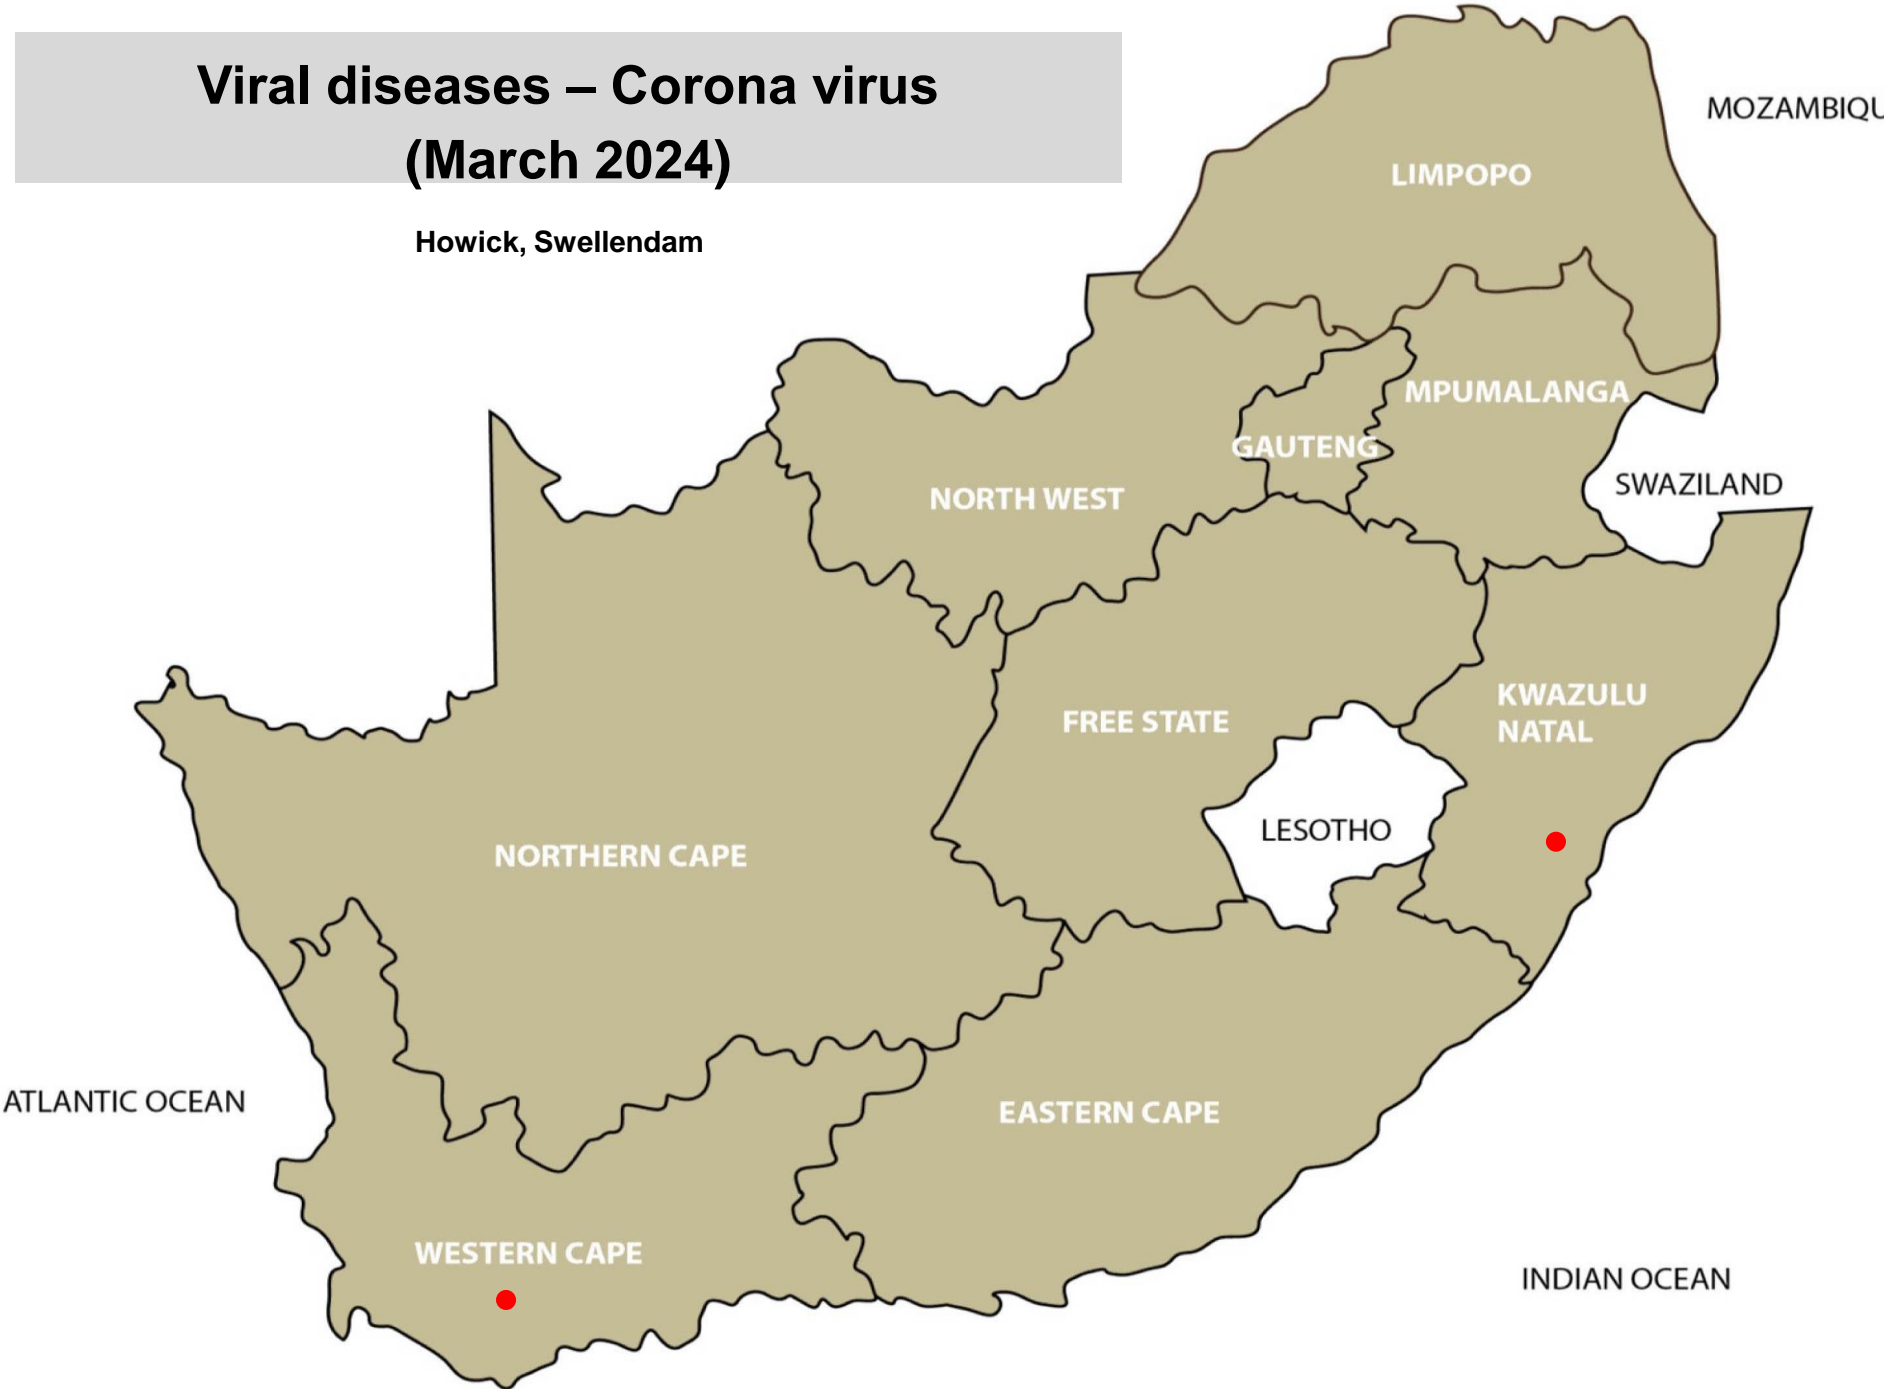 Viral diseases – Corona virus
(March 2024)
Howick, Swellendam
MOZAMBIQU
LIMPOPO
MPUMALANGA
GAUTENG
SWAZILAND
NORTH WEST
KWAZULU
NATAL
FREE STATE
LESOTHO
NORTHERN CAPE
ATLANTIC OCEAN
EASTERN CAPE
WESTERN CAPE
INDIAN OCEAN